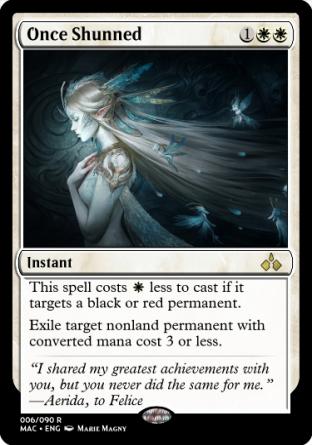 Once Shunned 1
Instant
This spell costs less to cast if it
targets a black or red permanent.
Exile target nonland permanent with
converted mana cost 3 or less.
“I shared my greatest achievements with
you, but you never did the same for me.”
—Aerida, to Felice
006/090 R
MAC • ENG Marie Magny